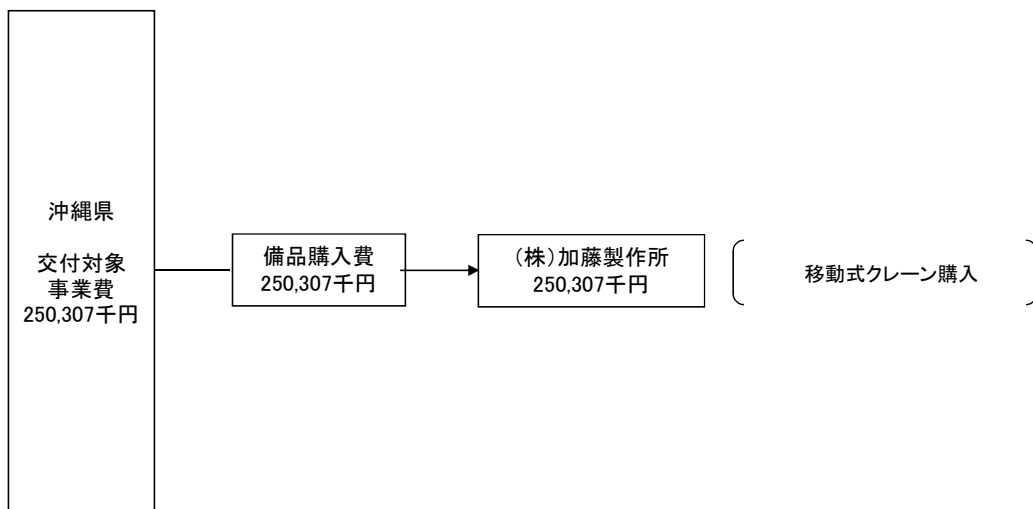 沖縄県
交付対象
事業費
250,307千円
備品購入費
250,307千円
(株)加藤製作所
250,307千円
移動式クレーン購入